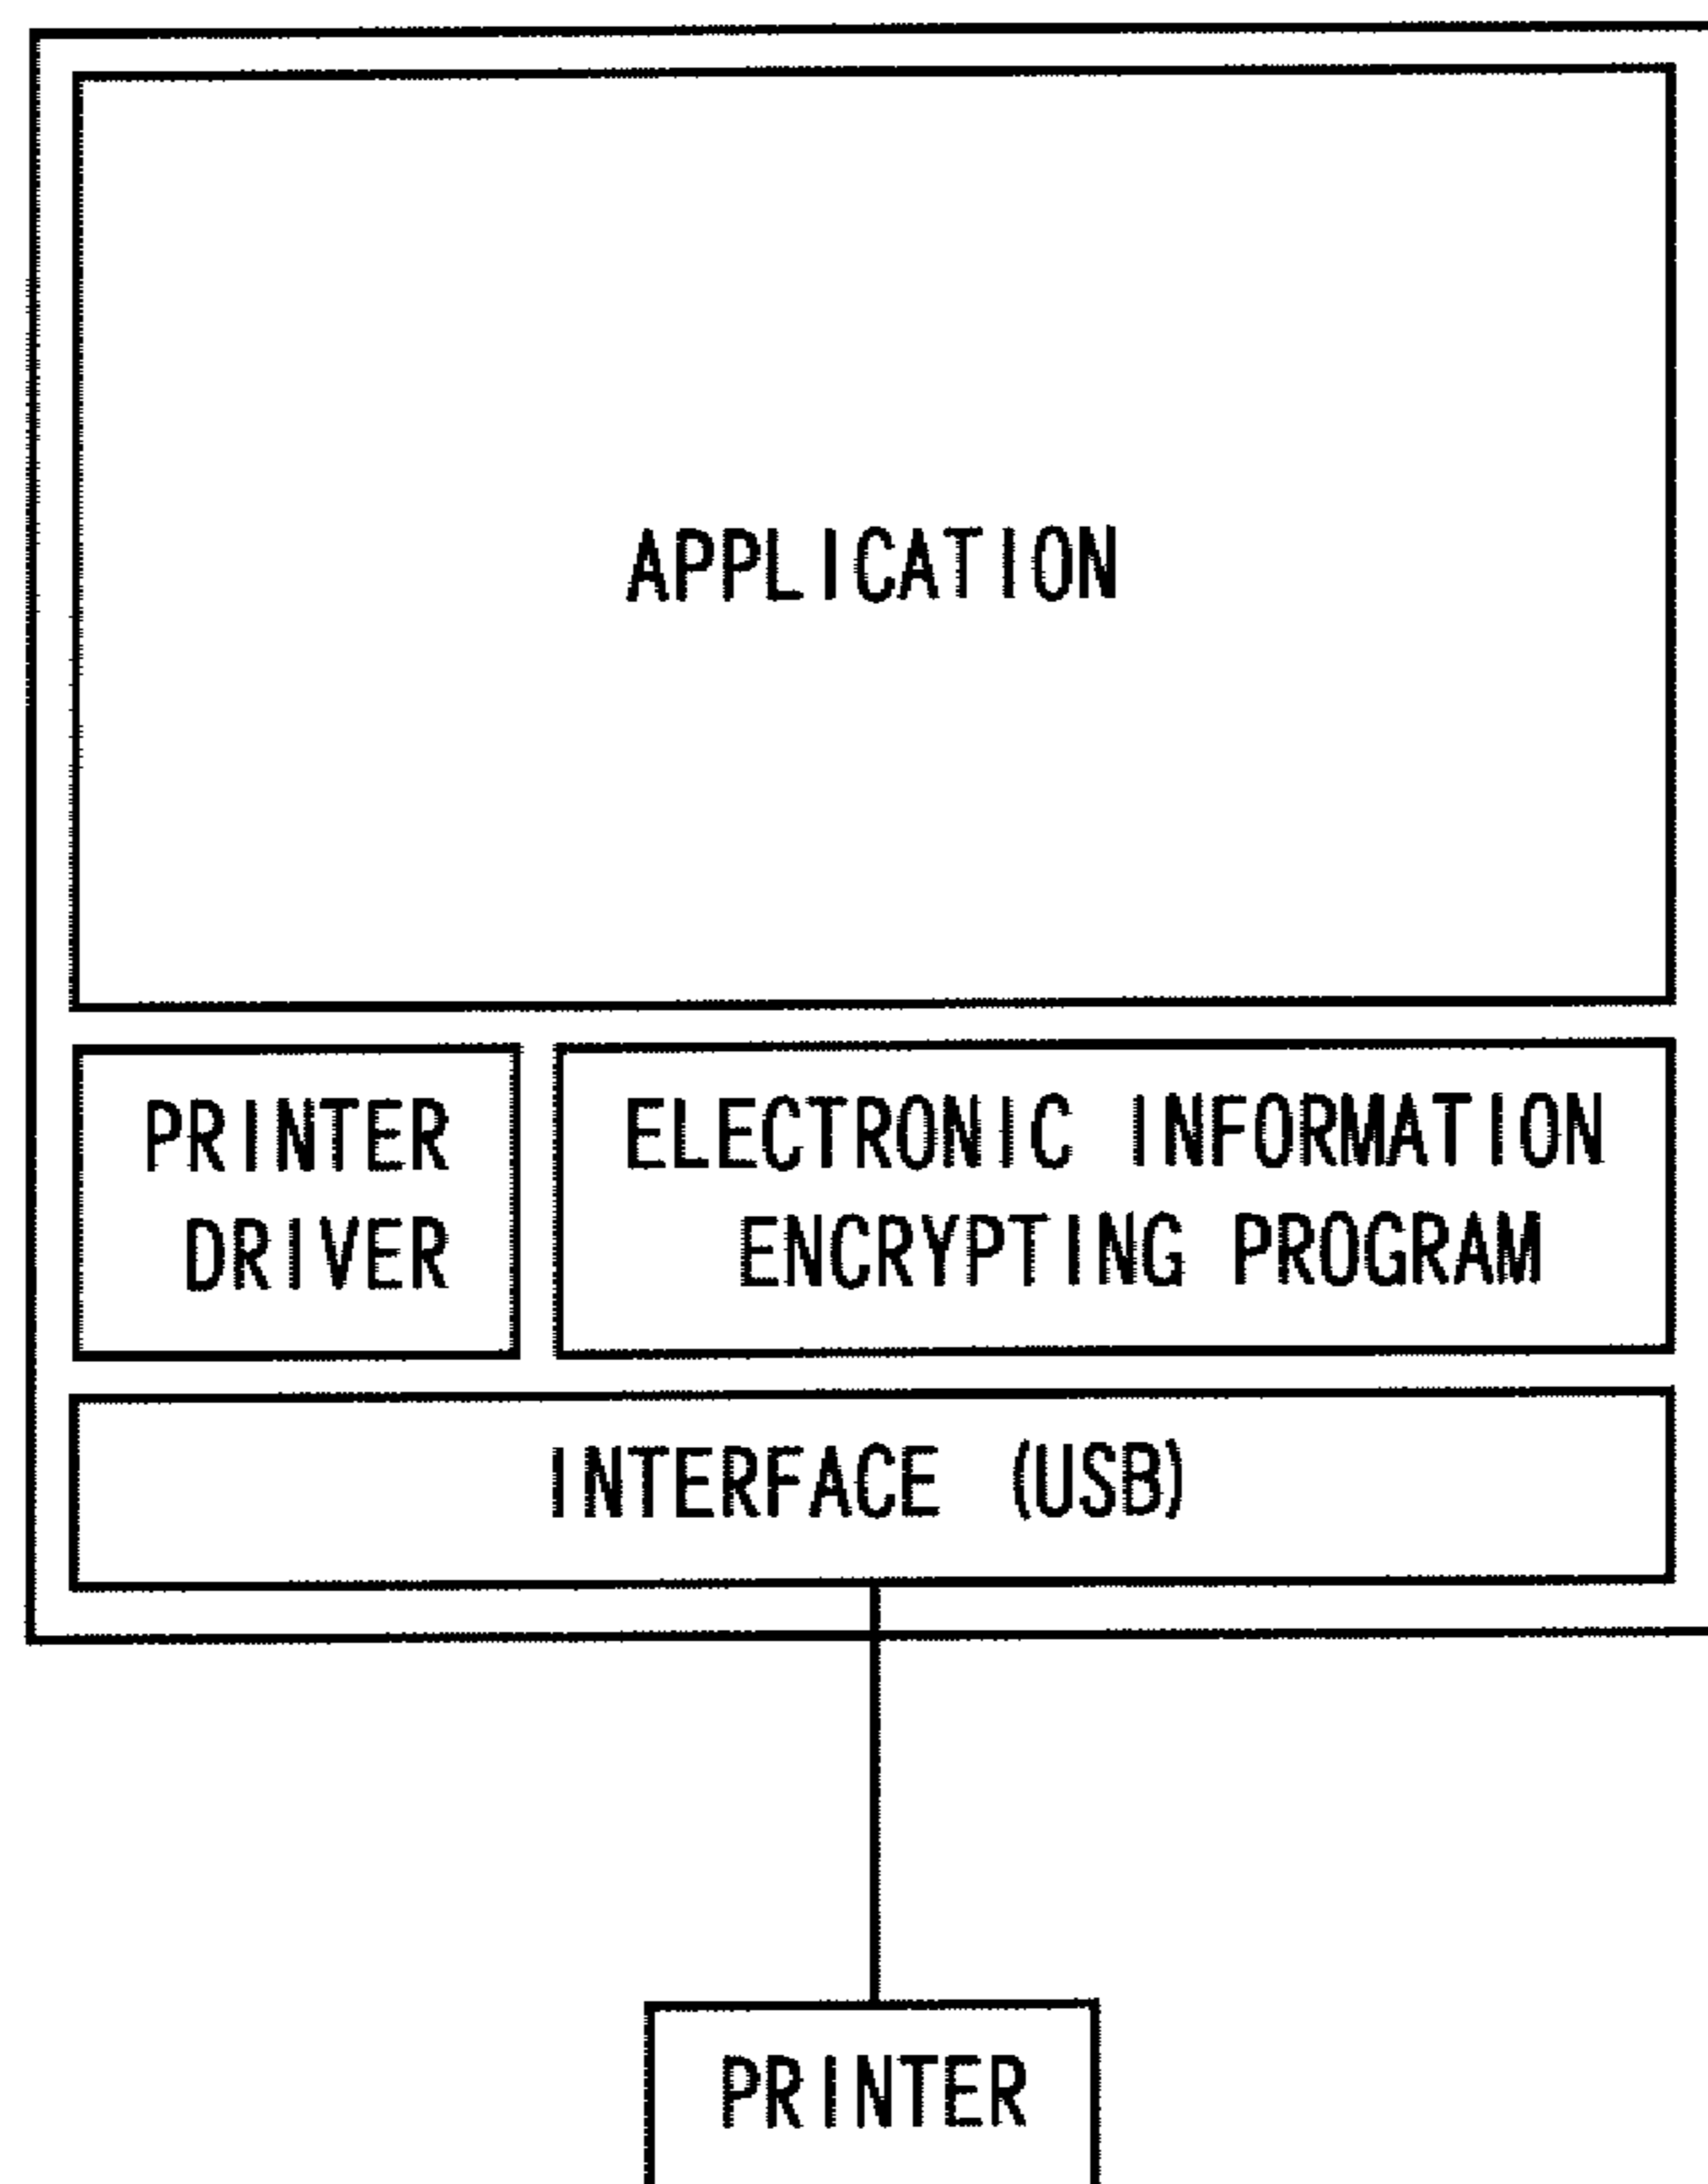 APPLICATION
PRINTER
DRIVER
ELECTRONIC INFORMATION
ENCRYPTING PROGRAM
INTERFACE (USB)
PRINTER